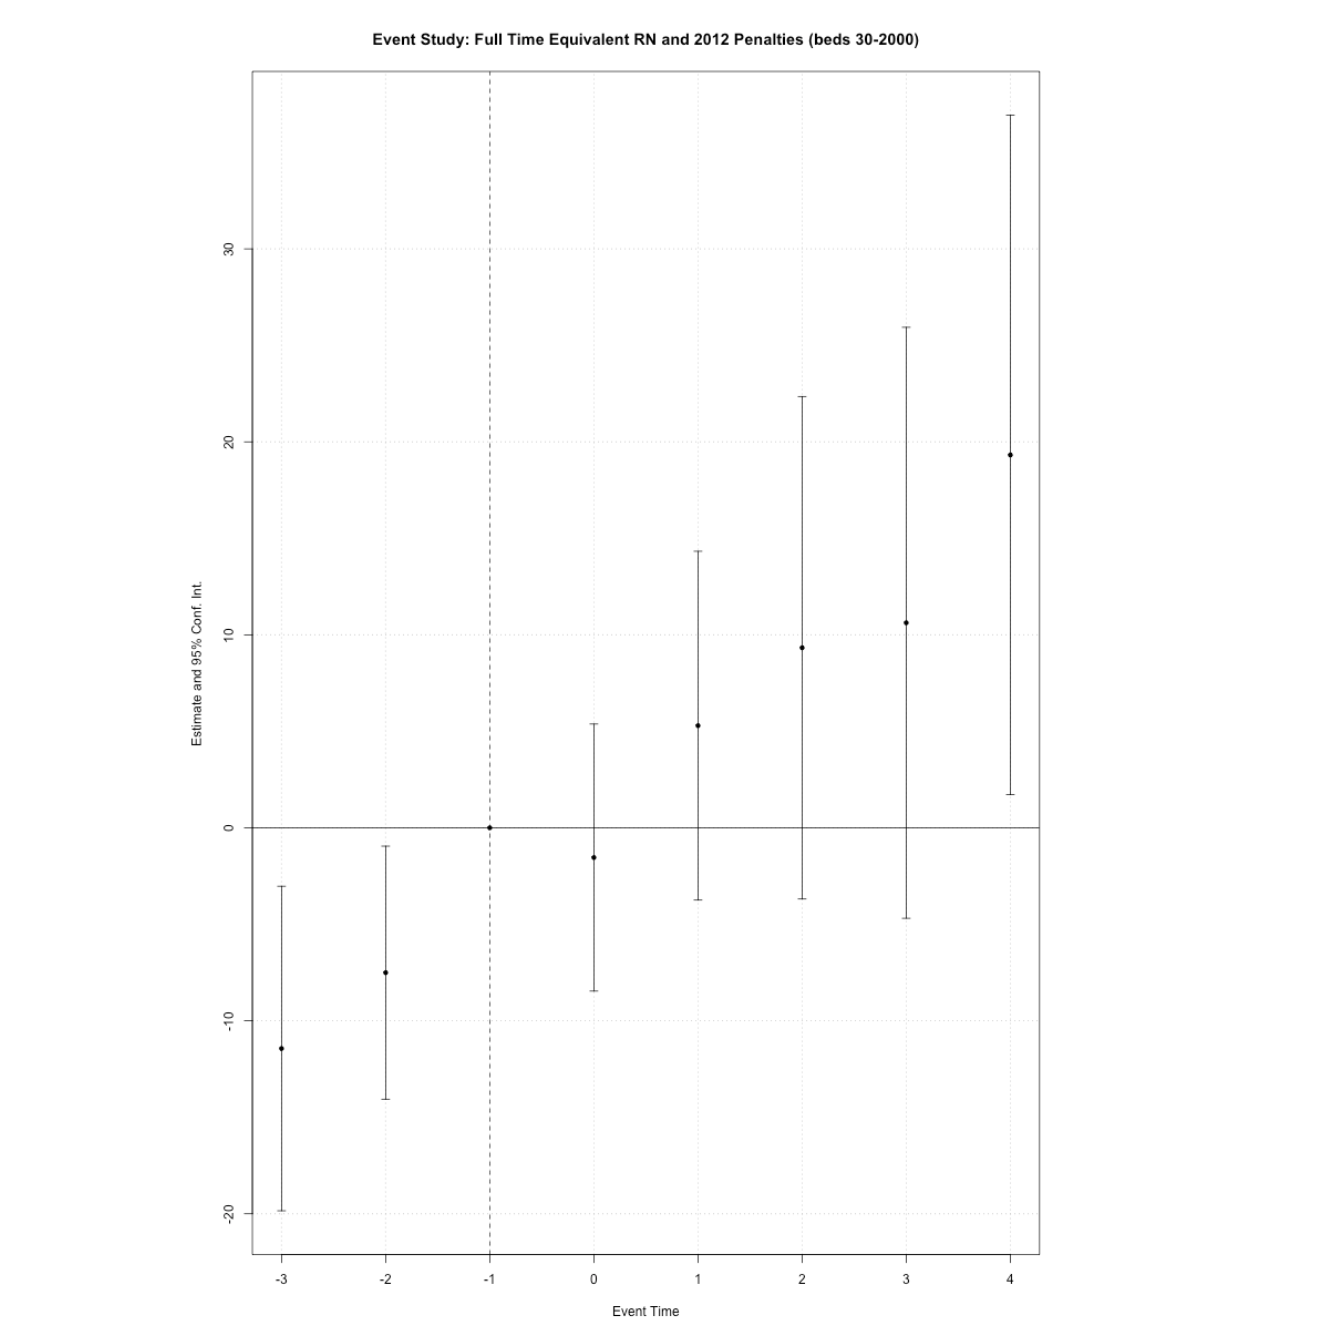 Event Study: Full Time Equivalent RN and 2012 Penalties (beds 30-2000)
Estimate and 95% Conf. Int.
30
20
10
0
-10
-20
-3 -2 -1 0 1 2 3 4
Event Time